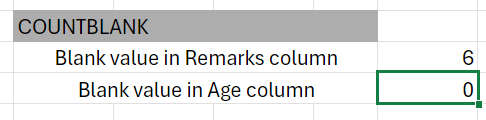 COUNTBLANK
Blank value in Remarks column 6
Blank value in Age column 0